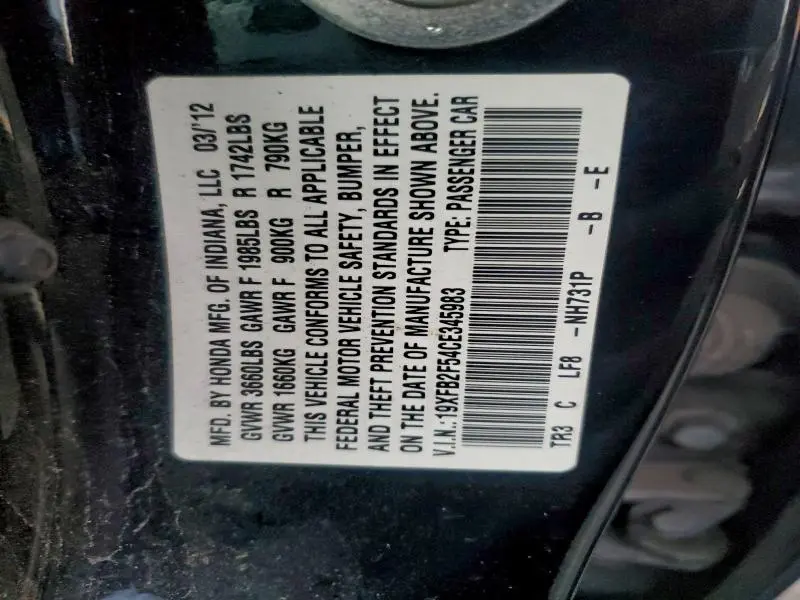 MFD. BY HONDA MFG. OF INDIANA, LLC 03/'12
GVWR 3660LBS GAWR F 1985LBS R 1742LBS
GVWR 1660KG GAWR F 900KG R 790KG
THIS VEHICLE CONFORMS TO ALL APPLICABLE
FEDERAL MOTOR VEHICLE SAFETY, BUMPER,
AND THEFT PREVENTION STANDARDS IN EFFECT
ON THE DATE OF MANUFACTURE SHOWN ABOVE.
V.I.N.: 19XFB2F54CE345983 TYPE: PASSENGER CAR
TR3 C LF8 -NH731P -B -E